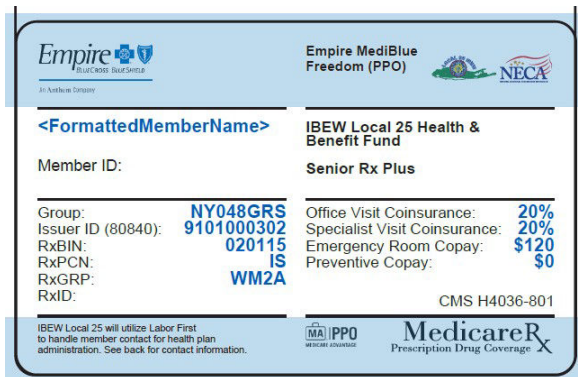 Empire
BLUECROSS BLUESHIELD
An Anthem Company
Empire MediBlue
Freedom (PPO)
NECA
<FormattedMemberName>
Member ID:
IBEW Local 25 Health &
Benefit Fund
Senior Rx Plus
Group: NY048GRS
Issuer ID (80840): 9101000302
RxBIN: 020115
RxPCN: IS
RxGRP: WM2A
RxID:
Office Visit Coinsurance: 20%
Specialist Visit Coinsurance: 20%
Emergency Room Copay: $120
Preventive Copay: $0
CMS H4036-801
IBEW Local 25 will utilize Labor First
to handle member contact for health plan
administration. See back for contact information.
MA PPO
MEDICARE ADVANTAGE
MedicareRx
Prescription Drug Coverage